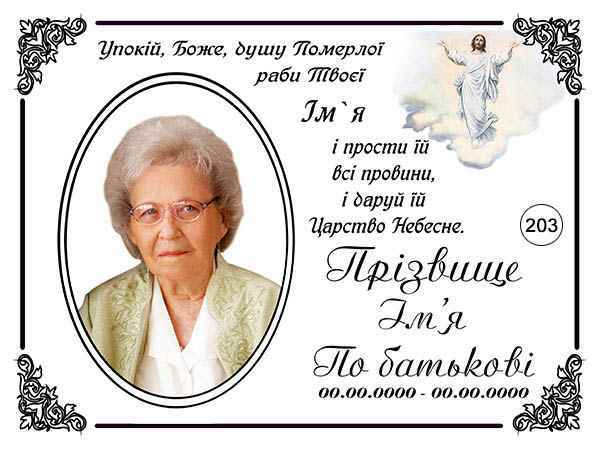 Упокій, Боже, душу Померлої
раби Твоєї
Ім`я
і прости їй
всі провини,
і даруй їй
Царство Небесне.
203
Прізвище
Ім’я
По батькові
00.00.0000 - 00.00.0000